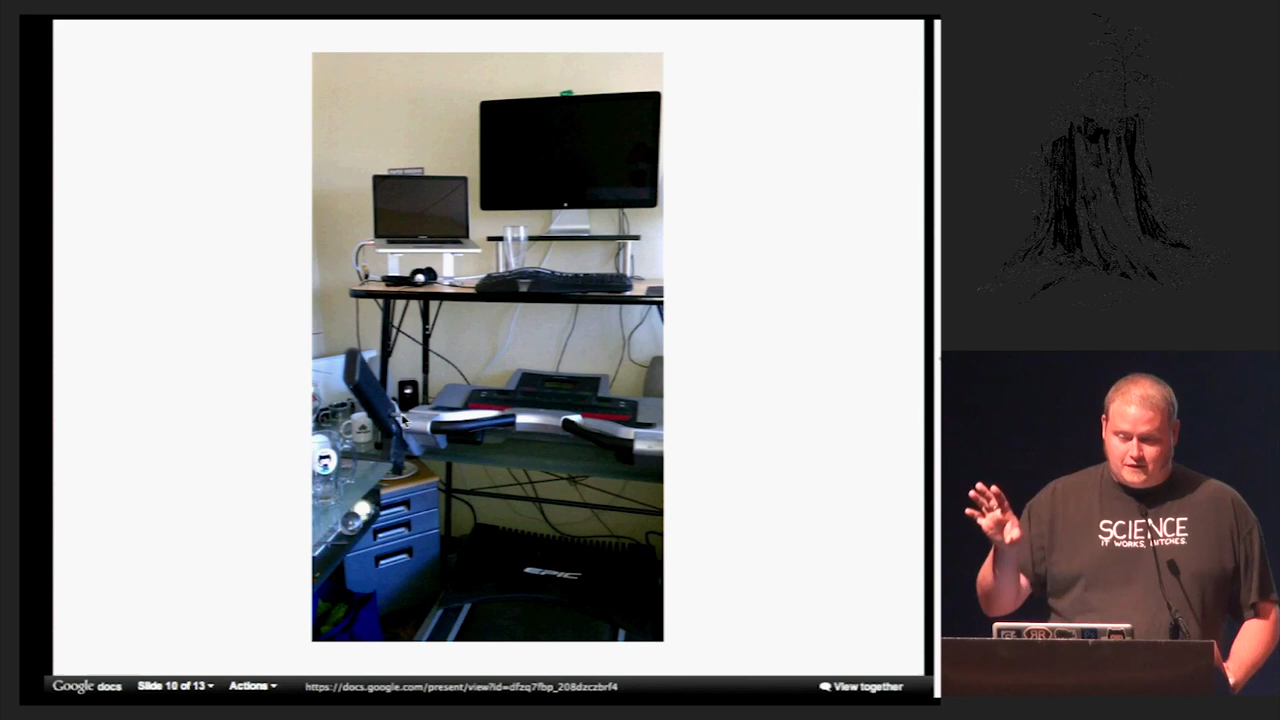 EPIC
Google docs
Slide 10 of 13
Actions
https://docs.google.com/present/view?id=dfzq7fbp_208dzczbrf4
View together
SCIENCE
IT WORKS, BITCHES.
RR